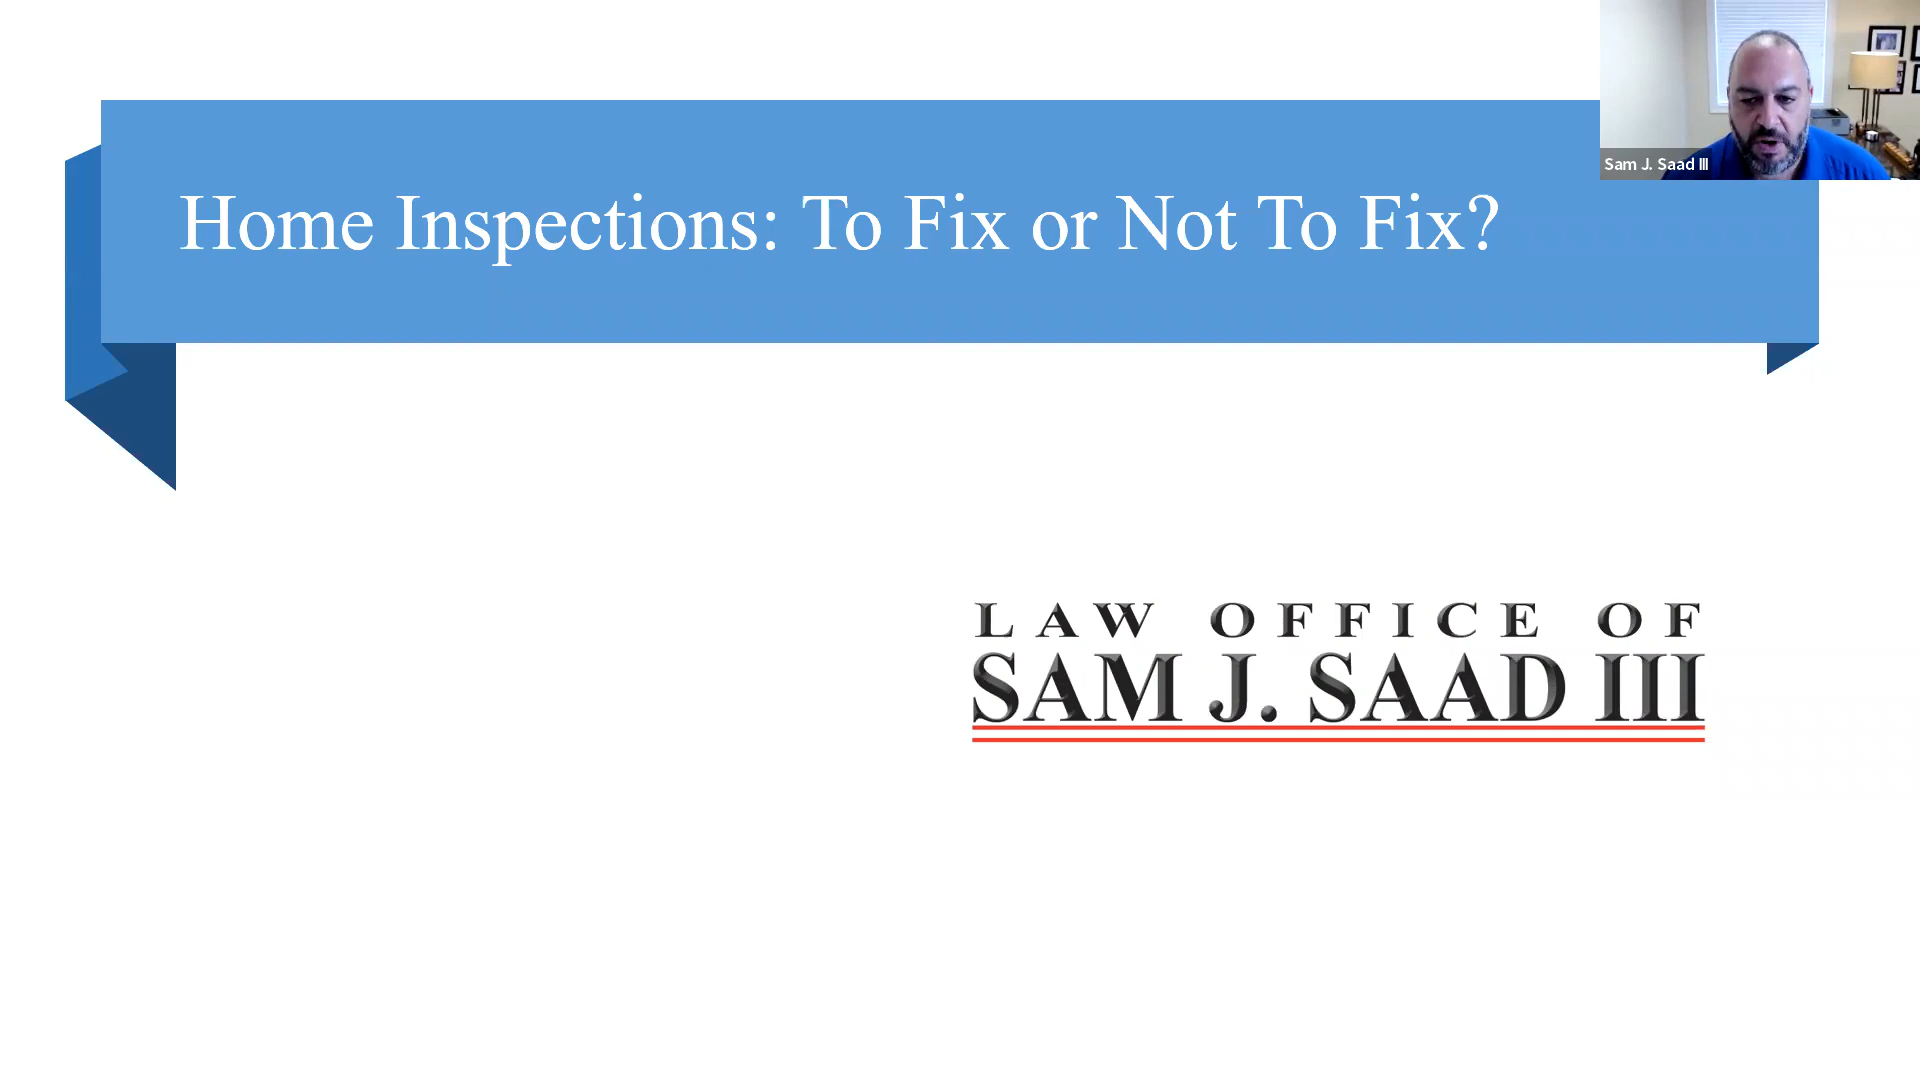 Sam J. Saad III
Home Inspections: To Fix or Not To Fix?
LAW OFFICE OF
SAM J. SAAD III